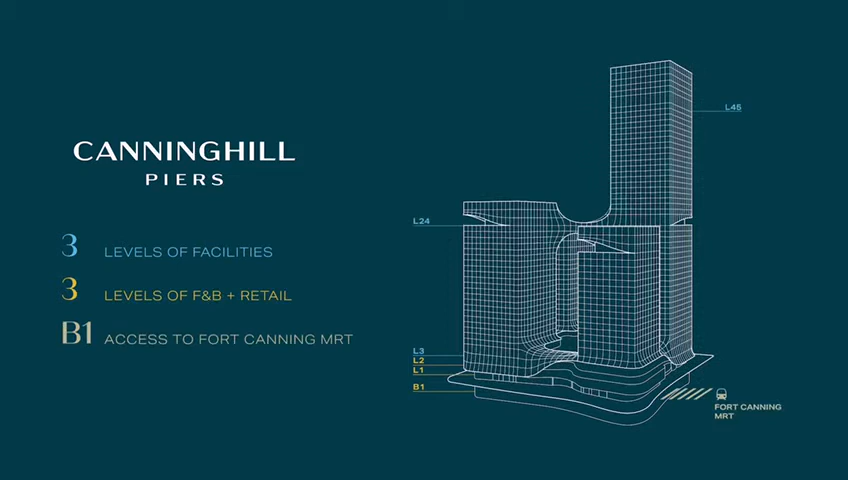 CANNINGHILL
PIERS
3 LEVELS OF FACILITIES
3 LEVELS OF F&B + RETAIL
B1 ACCESS TO FORT CANNING MRT
L45
L24
L3
L2
L1
B1
FORT CANNING
MRT